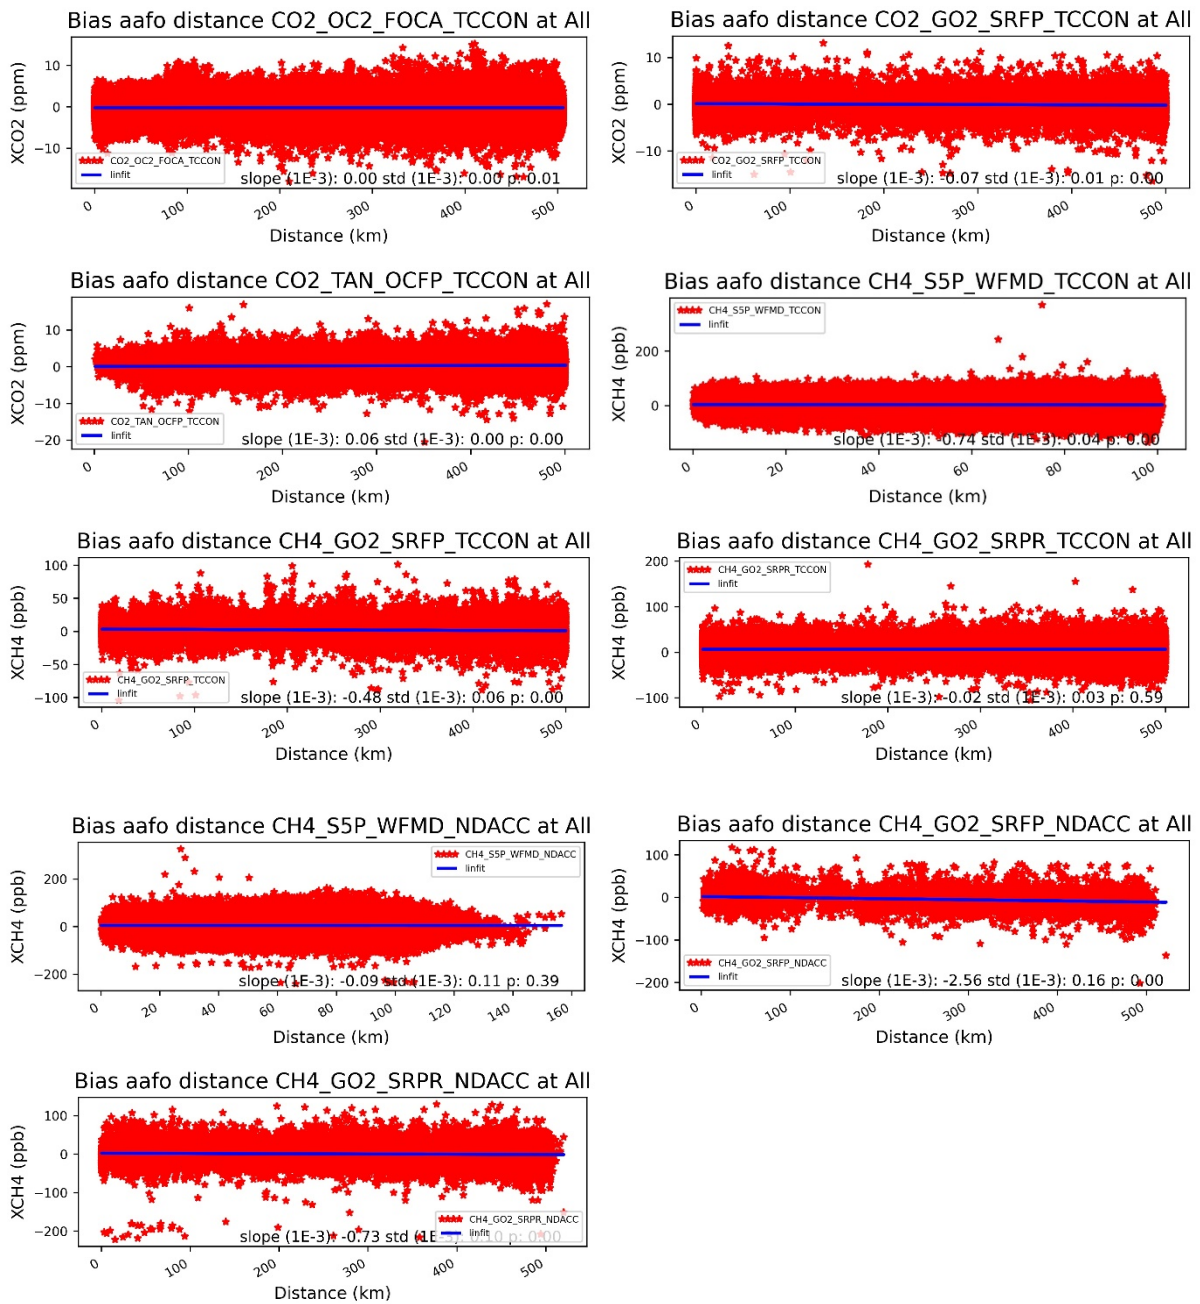 Bias aafo distance CO2_OC2_FOCA_TCCON at All
XCO2 (ppm)
10
0
−10
CO2_OC2_FOCA_TCCON
linfit
slope (1E-3): 0.00 std (1E-3): 0.00 p: 0.01
0 100 200 300 400 500
Distance (km)
Bias aafo distance CO2_GO2_SRFP_TCCON at All
XCO2 (ppm)
10
0
−10
CO2_GO2_SRFP_TCCON
linfit
slope (1E-3): -0.07 std (1E-3): 0.01 p: 0.00
0 100 200 300 400 500
Distance (km)
Bias aafo distance CO2_TAN_OCFP_TCCON at All
XCO2 (ppm)
10
0
−10
−20
CO2_TAN_OCFP_TCCON
linfit
slope (1E-3): 0.06 std (1E-3): 0.00 p: 0.00
0 100 200 300 400 500
Distance (km)
Bias aafo distance CH4_S5P_WFMD_TCCON at All
XCH4 (ppb)
200
0
CH4_S5P_WFMD_TCCON
linfit
slope (1E-3): -0.74 std (1E-3): 0.04 p: 0.00
0 20 40 60 80 100
Distance (km)
Bias aafo distance CH4_GO2_SRFP_TCCON at All
XCH4 (ppb)
100
50
0
−50
−100
CH4_GO2_SRFP_TCCON
linfit
slope (1E-3): -0.48 std (1E-3): 0.06 p: 0.00
0 100 200 300 400 500
Distance (km)
Bias aafo distance CH4_GO2_SRPR_TCCON at All
XCH4 (ppb)
200
100
0
−100
CH4_GO2_SRPR_TCCON
linfit
slope (1E-3): -0.02 std (1E-3): 0.03 p: 0.59
0 100 200 300 400 500
Distance (km)
Bias aafo distance CH4_S5P_WFMD_NDACC at All
XCH4 (ppb)
200
0
−200
CH4_S5P_WFMD_NDACC
linfit
slope (1E-3): -0.09 std (1E-3): 0.11 p: 0.39
0 20 40 60 80 100 120 140 160
Distance (km)
Bias aafo distance CH4_GO2_SRFP_NDACC at All
XCH4 (ppb)
100
0
−100
−200
CH4_GO2_SRFP_NDACC
linfit
slope (1E-3): -2.56 std (1E-3): 0.16 p: 0.00
0 100 200 300 400 500
Distance (km)
Bias aafo distance CH4_GO2_SRPR_NDACC at All
XCH4 (ppb)
100
0
−100
−200
CH4_GO2_SRPR_NDACC
linfit
slope (1E-3): -0.73 std (1E-3): 0.10 p: 0.00
0 100 200 300 400 500
Distance (km)